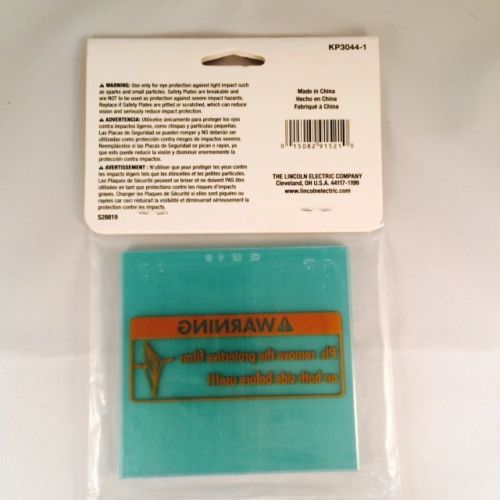 KP3044-1
⚠ WARNING: Use only for eye protection against light impact such
as sparks and small particles. Safety Plates are breakable and
are NOT to be used as protection against severe impact hazards.
Replace if Safety Plates are pitted or scratched, which can reduce
vision and seriously reduce impact protection.
⚠ ADVERTENCIA: Utilícelos únicamente para proteger los ojos
contra impactos ligeros, como chispas y partículas pequeñas.
Las Placas de Seguridad se pueden romper y NO deberán ser
utilizadas como protección contra riesgos de impactos severos.
Reemplácelos si las Placas de Seguridad se pican o rayan, ya
que esto puede reducir la visión y disminuir enormemente la
protección contra impactos.
⚠ AVERTISSEMENT : N'utiliser que pour protéger les yeux contre
les impacts légers tels que les étincelles et les petites particules.
Les Plaques de Sécurité peuvent se briser et ne doivent PAS être
utilisées en tant que protections contre les risques d'impacts
graves. Changer les Plaques de Sécurité si elles sont piquées ou
rayées car ceci réduirait la visibilité et diminuerait sérieusement la
protection contre les impacts.
S28819
Made in China
Hecho en China
Fabriqué à China
0 15082 91521 0
THE LINCOLN ELECTRIC COMPANY
Cleveland, OH U.S.A. 44117-1199
www.lincolnelectric.com
⚠ WARNING
Pls. remove the protective films
on both side before use!!!